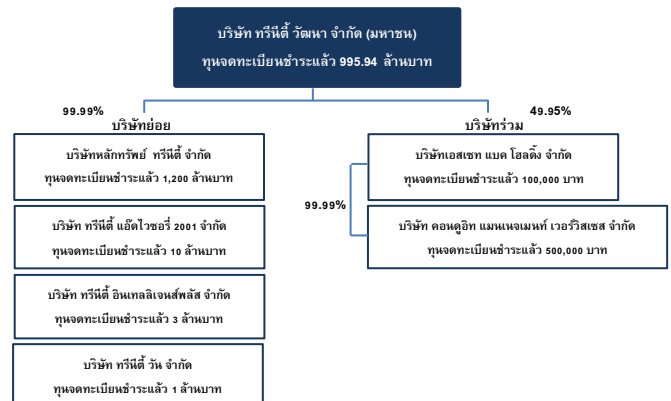 บริษัท ทรีนีตี้ วัฒนา จำกัด (มหาชน)
ทุนจดทะเบียนชำระแล้ว 995.94 ล้านบาท
99.99%
บริษัทย่อย
บริษัทหลักทรัพย์ ทรีนีตี้ จำกัด
ทุนจดทะเบียนชำระแล้ว 1,200 ล้านบาท
บริษัท ทรีนีตี้ แอ๊ดไวซอรี่ 2001 จำกัด
ทุนจดทะเบียนชำระแล้ว 10 ล้านบาท
บริษัท ทรีนีตี้ อินเทลลิเจนส์พลัส จำกัด
ทุนจดทะเบียนชำระแล้ว 3 ล้านบาท
บริษัท ทรีนีตี้ วัน จำกัด
ทุนจดทะเบียนชำระแล้ว 1 ล้านบาท
49.95%
บริษัทร่วม
บริษัทเอสเซท แบค โฮลดิ้ง จำกัด
ทุนจดทะเบียนชำระแล้ว 100,000 บาท
99.99%
บริษัท คอนดูอิท แมนเนจเมนท์ เวอร์วิสเซส จำกัด
ทุนจดทะเบียนชำระแล้ว 500,000 บาท